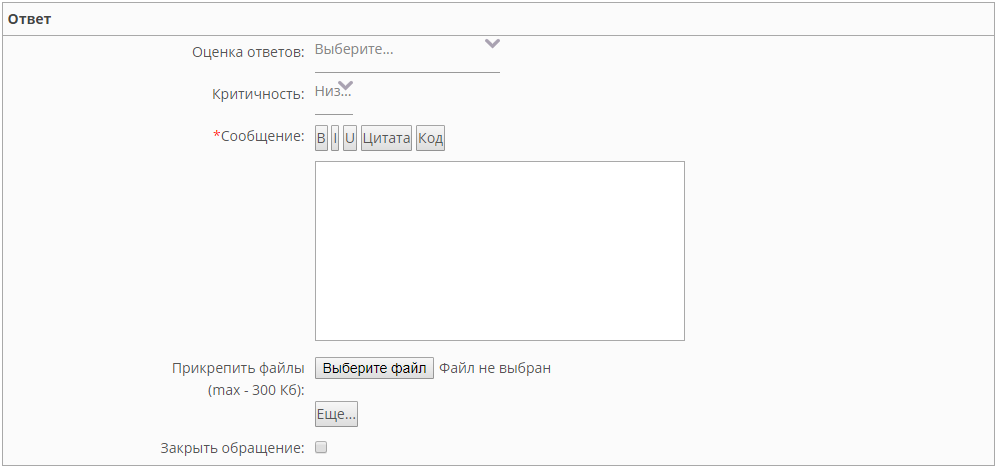 Ответ
Оценка ответов: Выберите...
Критичность: Низ...
*Сообщение: B I U Цитата Код
Прикрепить файлы Выберите файл Файл не выбран
(max - 300 Кб):
Еще...
Закрыть обращение: